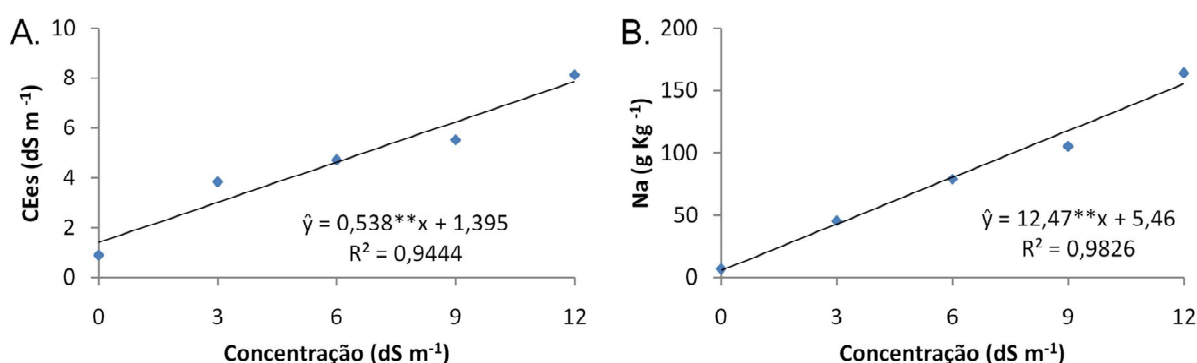 A.
CEes (dS m ⁻¹)
10
8
6
4
2
0
ŷ = 0,538**x + 1,395
R² = 0,9444
0 3 6 9 12
Concentração (dS m⁻¹)
B.
Na (g Kg ⁻¹)
200
150
100
50
0
ŷ = 12,47**x + 5,46
R² = 0,9826
0 3 6 9 12
Concentração (dS m⁻¹)